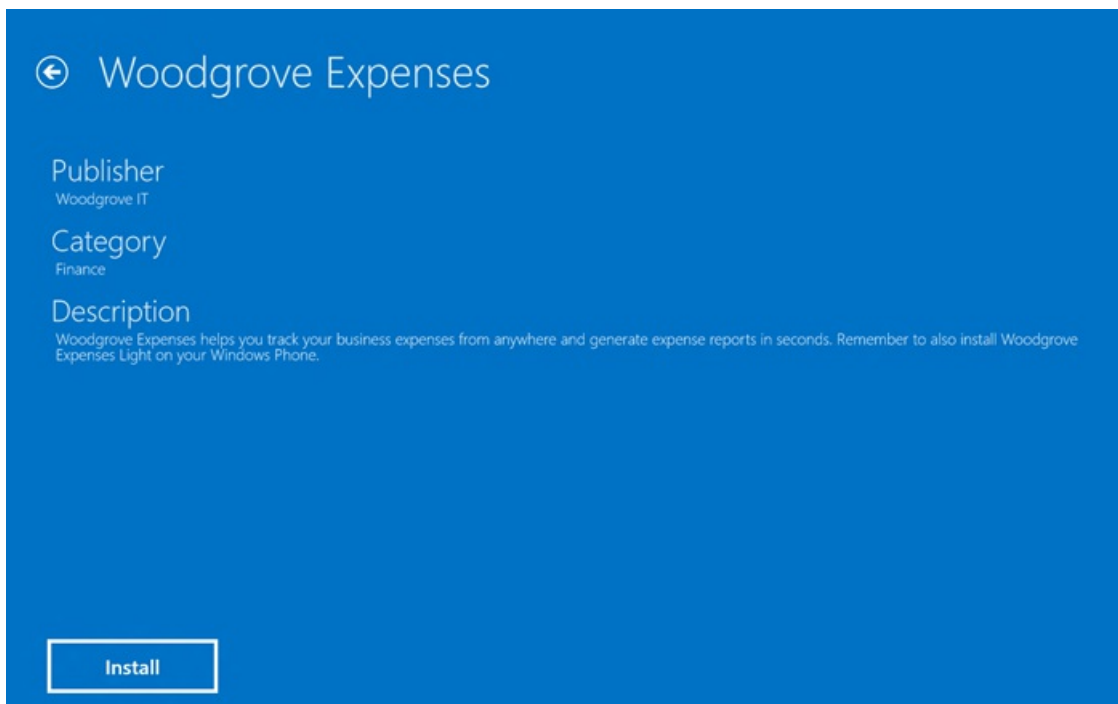 Woodgrove Expenses
Publisher
Woodgrove IT
Category
Finance
Description
Woodgrove Expenses helps you track your business expenses from anywhere and generate expense reports in seconds. Remember to also install Woodgrove
Expenses Light on your Windows Phone.
Install